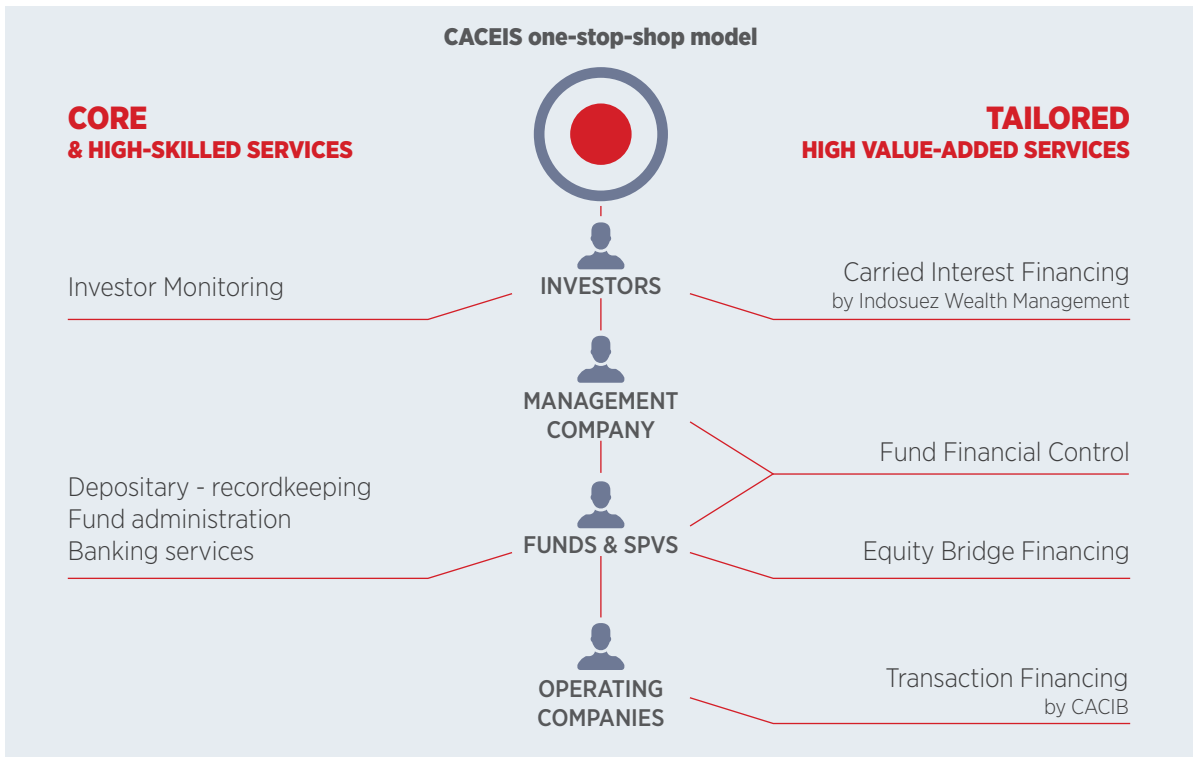 CACEIS one-stop-shop model
CORE
& HIGH-SKILLED SERVICES
TAILORED
HIGH VALUE-ADDED SERVICES
INVESTORS
Investor Monitoring
Carried Interest Financing
by Indosuez Wealth Management
MANAGEMENT
COMPANY
Fund Financial Control
Depositary - recordkeeping
Fund administration
Banking services
FUNDS & SPVS
Equity Bridge Financing
OPERATING
COMPANIES
Transaction Financing
by CACIB